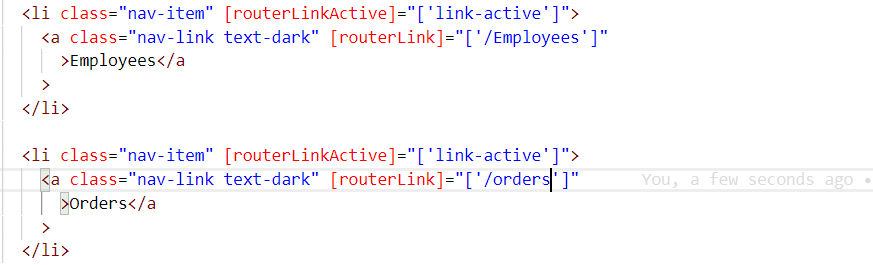 <li class="nav-item" [routerLinkActive]="['link-active']">
<a class="nav-link text-dark" [routerLink]="['/Employees']"
>Employees</a
>
</li>
<li class="nav-item" [routerLinkActive]="['link-active']">
<a class="nav-link text-dark" [routerLink]="['/orders']" You, a few seconds ago •
>Orders</a
>
</li>